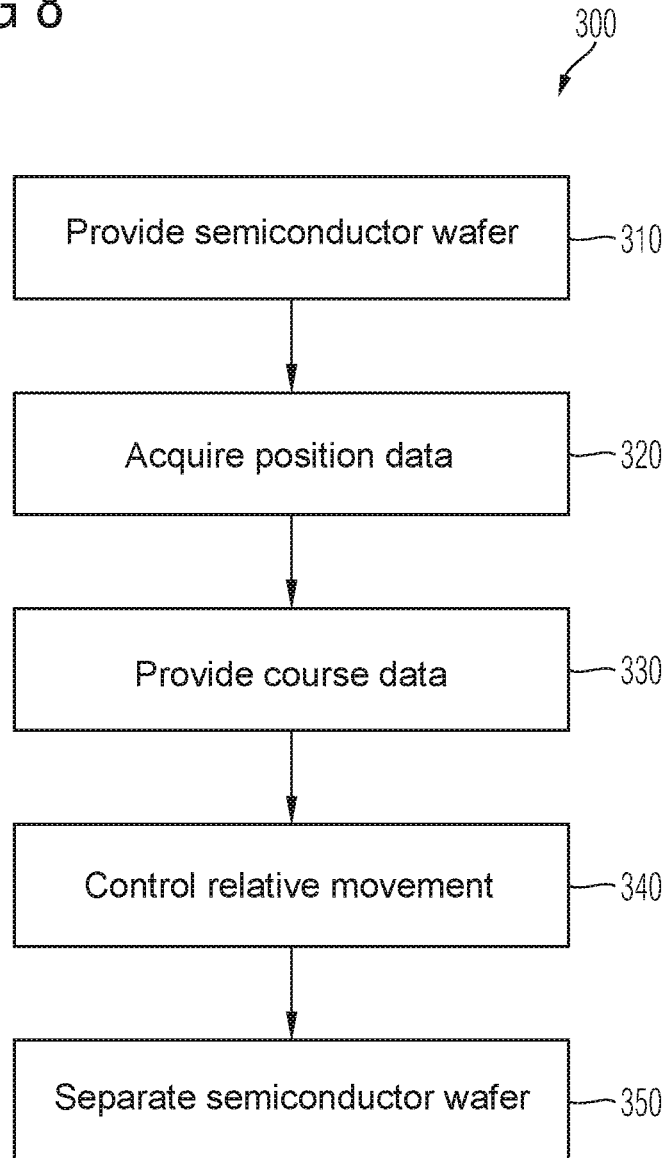 G 8
300
Provide semiconductor wafer
310
Acquire position data
320
Provide course data
330
Control relative movement
340
Separate semiconductor wafer
350